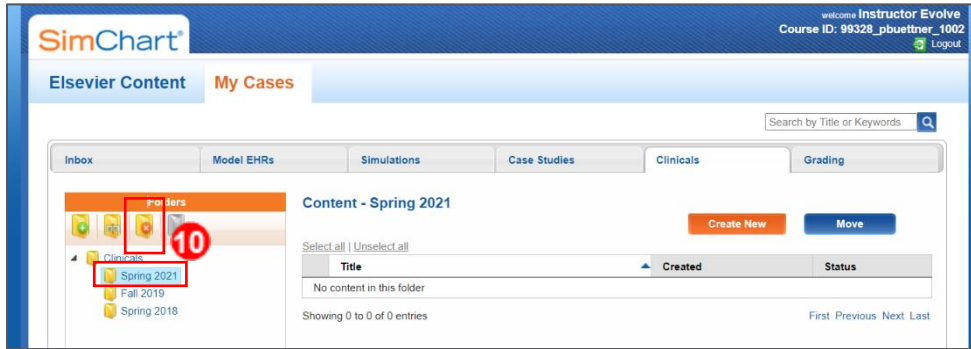 welcome Instructor Evolve
Course ID: 99328_pbuettner_1002
Logout
SimChart®
Elsevier Content My Cases
Search by Title or Keywords
Inbox Model EHRs Simulations Case Studies Clinicals Grading
Folders
10
Clinicals
Spring 2021
Fall 2019
Spring 2018
Content - Spring 2021
Create New Move
Select all | Unselect all
Title Created Status
No content in this folder
Showing 0 to 0 of 0 entries
First Previous Next Last